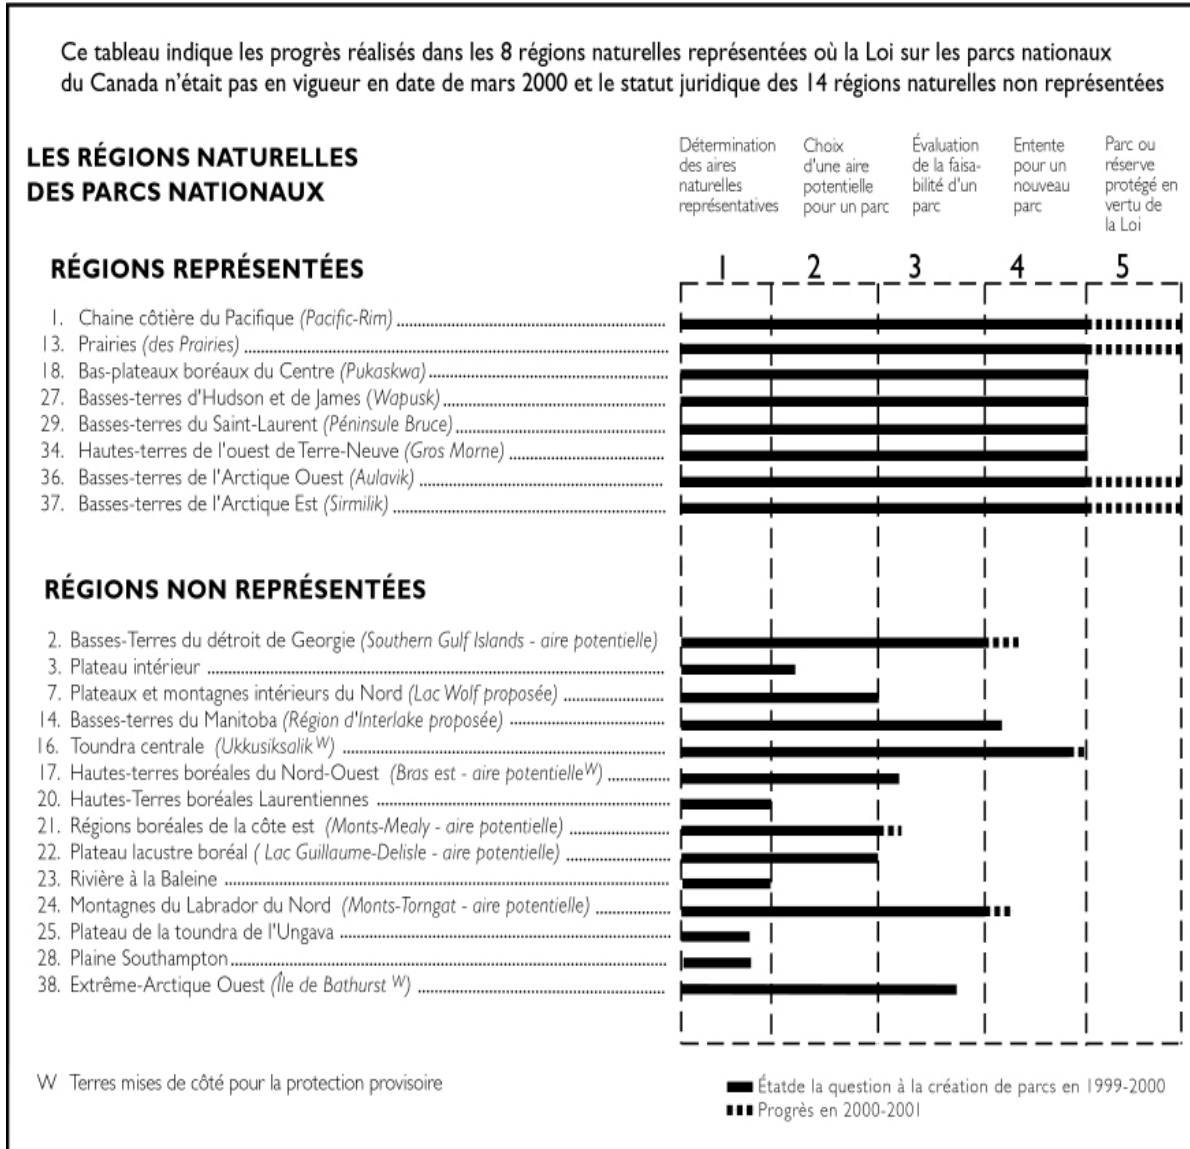 Ce tableau indique les progrès réalisés dans les 8 régions naturelles représentées où la Loi sur les parcs nationaux
du Canada n'était pas en vigueur en date de mars 2000 et le statut juridique des 14 régions naturelles non représentées
LES RÉGIONS NATURELLES
DES PARCS NATIONAUX
Détermination
des aires
naturelles
représentatives
Choix
d'une aire
potentielle
pour un parc
Évaluation
de la faisa-
bilité d'un
parc
Entente
pour un
nouveau
parc
Parc ou
réserve
protégé en
vertu de
la Loi
RÉGIONS REPRÉSENTÉES
1 2 3 4 5
1. Chaine côtière du Pacifique (Pacific-Rim)
13. Prairies (des Prairies)
18. Bas-plateaux boréaux du Centre (Pukaskwa)
27. Basses-terres d'Hudson et de James (Wapusk)
29. Basses-terres du Saint-Laurent (Péninsule Bruce)
34. Hautes-terres de l'ouest de Terre-Neuve (Gros Morne)
36. Basses-terres de l'Arctique Ouest (Aulavik)
37. Basses-terres de l'Arctique Est (Sirmilik)
RÉGIONS NON REPRÉSENTÉES
2. Basses-Terres du détroit de Georgie (Southern Gulf Islands - aire potentielle)
3. Plateau intérieur
7. Plateaux et montagnes intérieurs du Nord (Lac Wolf proposée)
14. Basses-terres du Manitoba (Région d'Interlake proposée)
16. Toundra centrale (Ukkusiksalik W)
17. Hautes-terres boréales du Nord-Ouest (Bras est - aire potentielle W)
20. Hautes-Terres boréales Laurentiennes
21. Régions boréales de la côte est (Monts-Mealy - aire potentielle)
22. Plateau lacustre boréal ( Lac Guillaume-Delisle - aire potentielle)
23. Rivière à la Baleine
24. Montagnes du Labrador du Nord (Monts-Torngat - aire potentielle)
25. Plateau de la toundra de l'Ungava
28. Plaine Southampton
38. Extrême-Arctique Ouest (Île de Bathurst W)
W Terres mises de côté pour la protection provisoire
Étatde la question à la création de parcs en 1999-2000
Progrès en 2000-2001